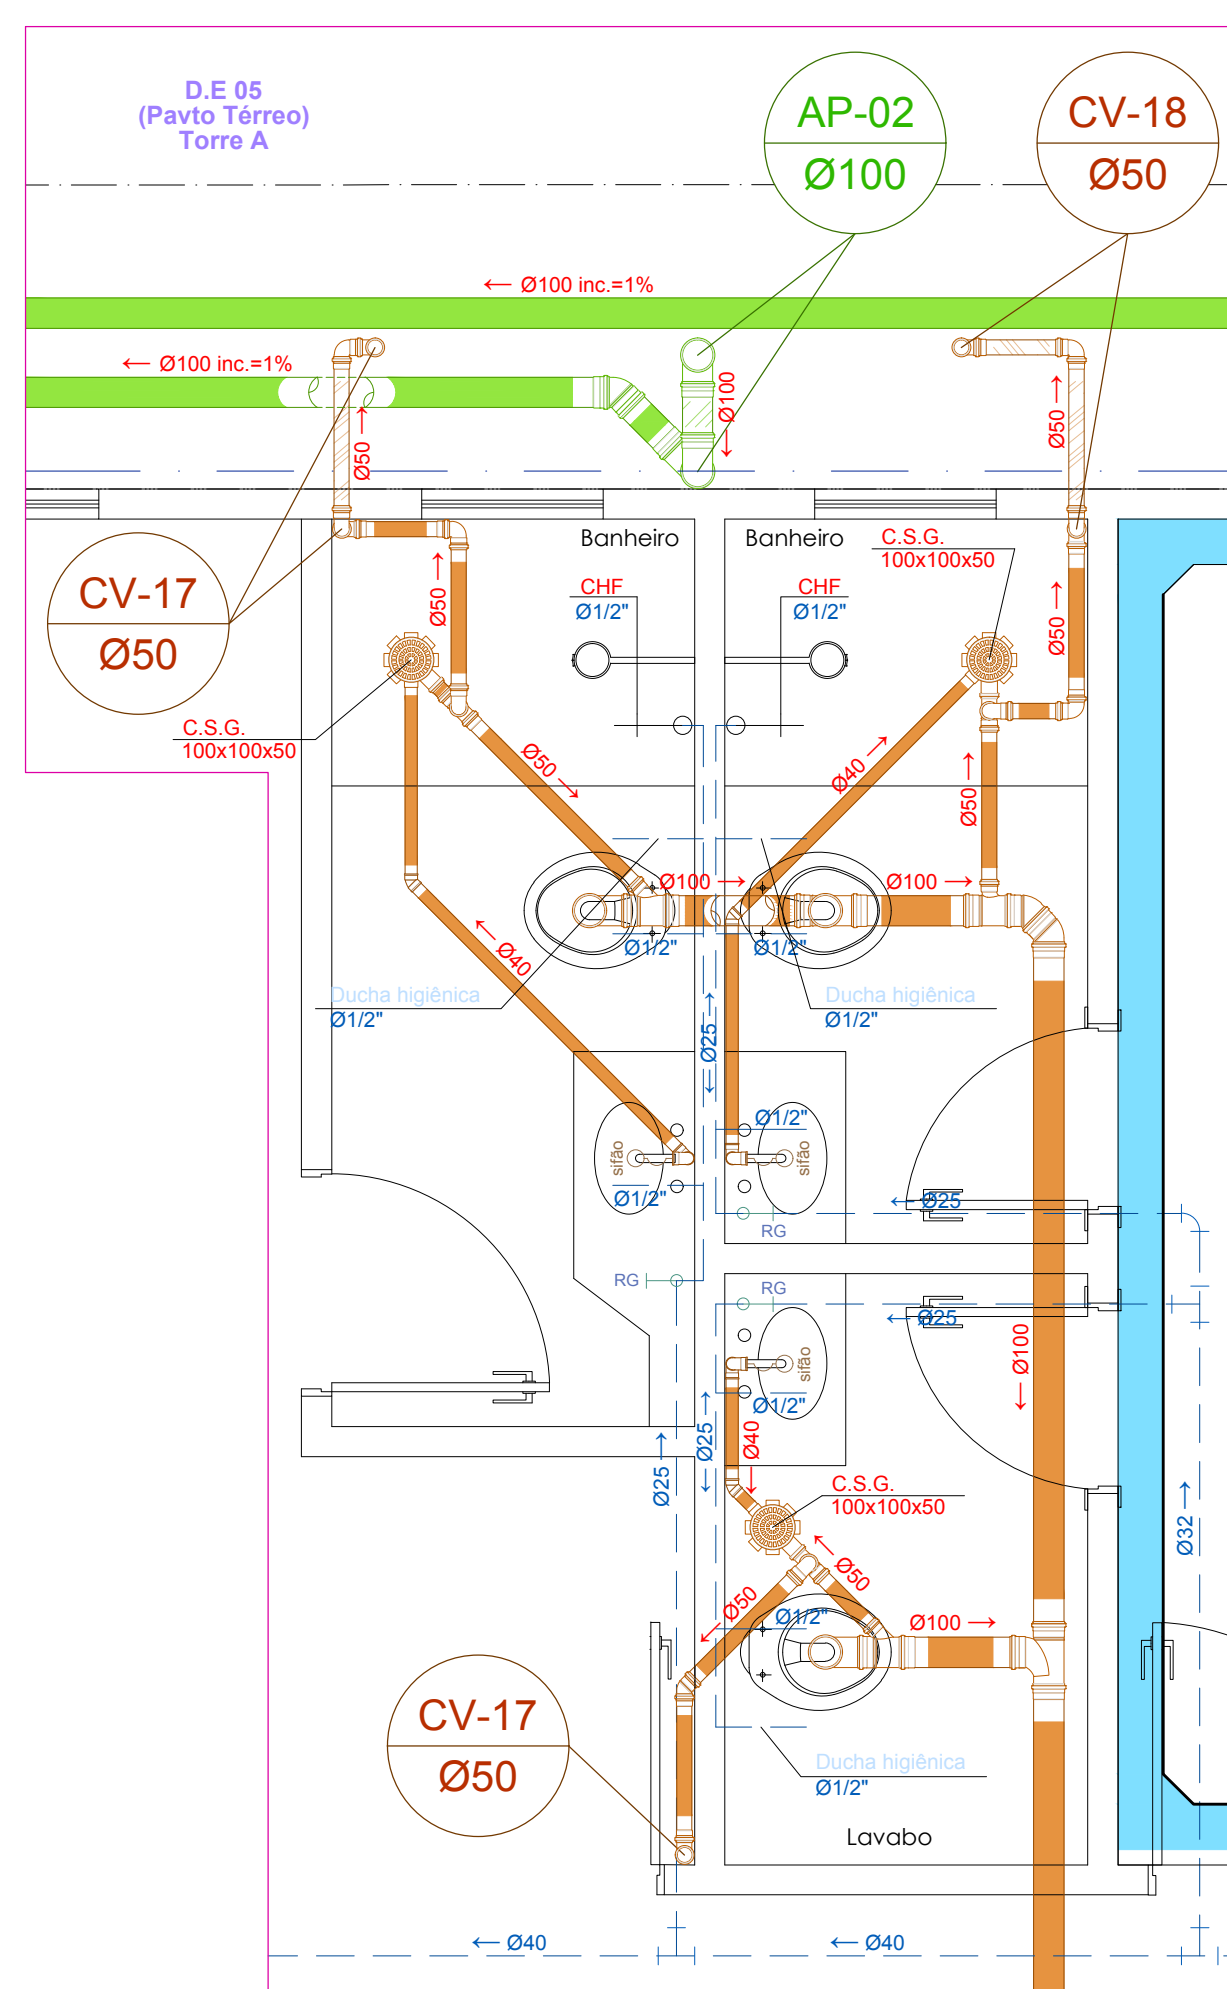 D.E 05
(Pavto Térreo)
Torre A
AP-02
Ø100
CV-18
Ø50
← Ø100 inc.=1%
← Ø100 inc.=1%
Ø50 →
← Ø100
Ø50 →
Banheiro
Banheiro
C.S.G.
100x100x50
CHF
Ø1/2"
CHF
Ø1/2"
CV-17
Ø50
Ø50 →
Ø50 →
C.S.G.
100x100x50
Ø50 →
Ø40 →
Ø50 →
Ø100 →
Ø100 →
Ø1/2"
Ø1/2"
← Ø40
Ducha higiênica
Ø1/2"
Ducha higiênica
Ø1/2"
← Ø25 →
Ø1/2"
sifão
sifão
Ø1/2"
← Ø25
RG
RG
RG
← Ø25
← Ø100
sifão
Ø1/2"
Ø25 →
← Ø25 →
← Ø40
C.S.G.
100x100x50
Ø32 →
← Ø50
← Ø50
Ø1/2"
Ø100 →
CV-17
Ø50
Ducha higiênica
Ø1/2"
Lavabo
← Ø40
← Ø40